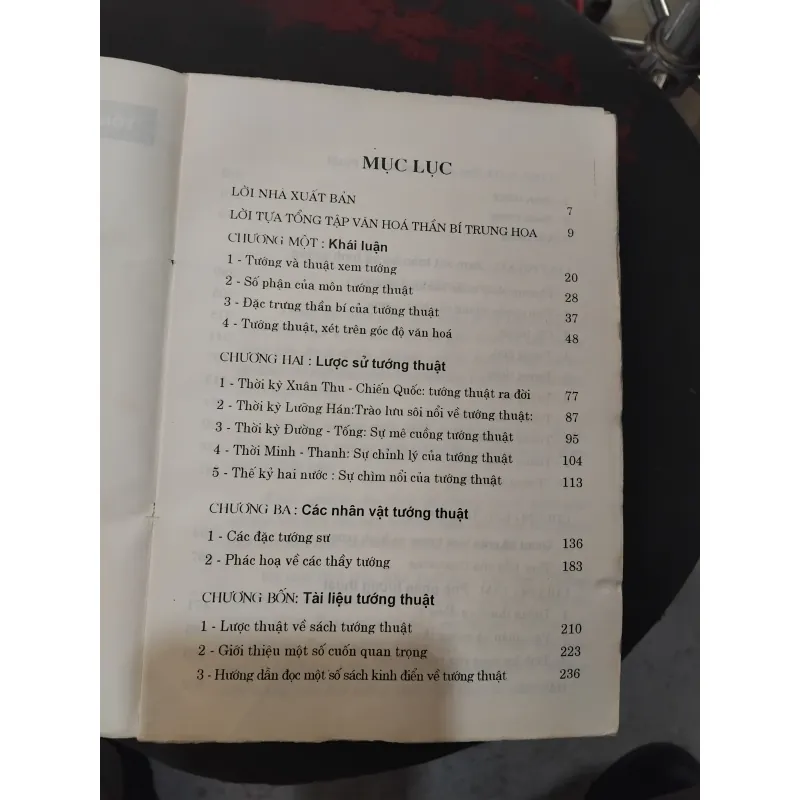 MỤC LỤC
LỜI NHÀ XUẤT BẢN 7
LỜI TỰA TỔNG TẬP VĂN HOÁ THẦN BÍ TRUNG HOA 9
CHƯƠNG MỘT : Khái luận
1 - Tướng và thuật xem tướng 20
2 - Số phận của môn tướng thuật 28
3 - Đặc trưng thần bí của tướng thuật 37
4 - Tướng thuật, xét trên góc độ văn hoá 48
CHƯƠNG HAI : Lược sử tướng thuật
1 - Thời kỳ Xuân Thu - Chiến Quốc: tướng thuật ra đời 77
2 - Thời kỳ Lưỡng Hán:Trào lưu sôi nổi về tướng thuật: 87
3 - Thời kỳ Đường - Tống: Sự mê cuồng tướng thuật 95
4 - Thời Minh - Thanh: Sự chỉnh lý của tướng thuật 104
5 - Thế kỷ hai nước : Sự chìm nổi của tướng thuật 113
CHƯƠNG BA : Các nhân vật tướng thuật
1 - Các đặc tướng sư 136
2 - Phác hoạ về các thầy tướng 183
CHƯƠNG BỐN: Tài liệu tướng thuật
1 - Lược thuật về sách tướng thuật 210
2 - Giới thiệu một số cuốn quan trọng 223
3 - Hướng dẫn đọc một số sách kinh điển về tướng thuật 236